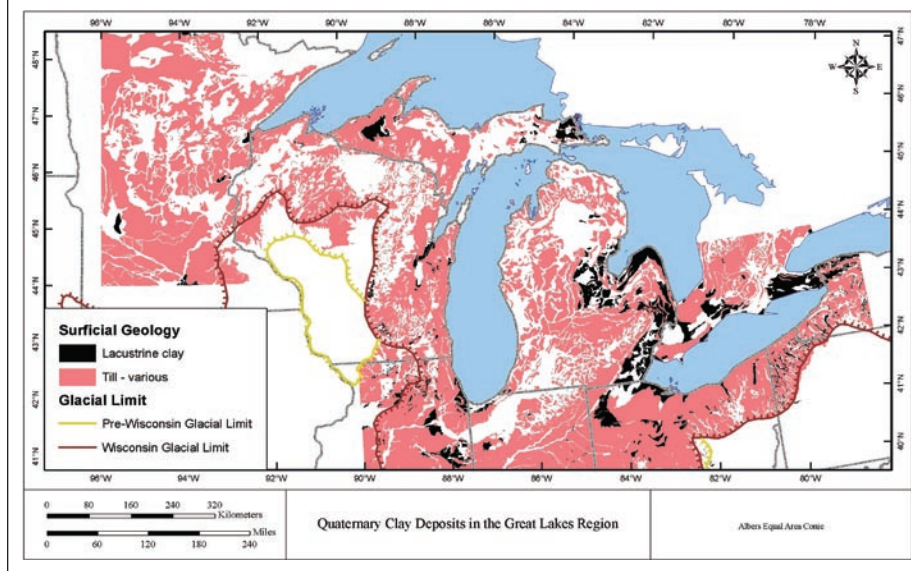 96°W 94°W 92°W 90°W 88°W 86°W 84°W 82°W 80°W
48°N
47°N
46°N
45°N
44°N
43°N
42°N
41°N
47°N
46°N
45°N
44°N
43°N
42°N
41°N
40°N
N
W E
S
Surficial Geology
Lacustrine clay
Till - various
Glacial Limit
Pre-Wisconsin Glacial Limit
Wisconsin Glacial Limit
96°W 94°W 92°W 90°W 88°W 86°W 84°W 82°W 80°W
0 80 160 240 320
Kilometers
Miles
0 60 120 180 240
Quaternary Clay Deposits in the Great Lakes Region
Albers Equal Area Conic